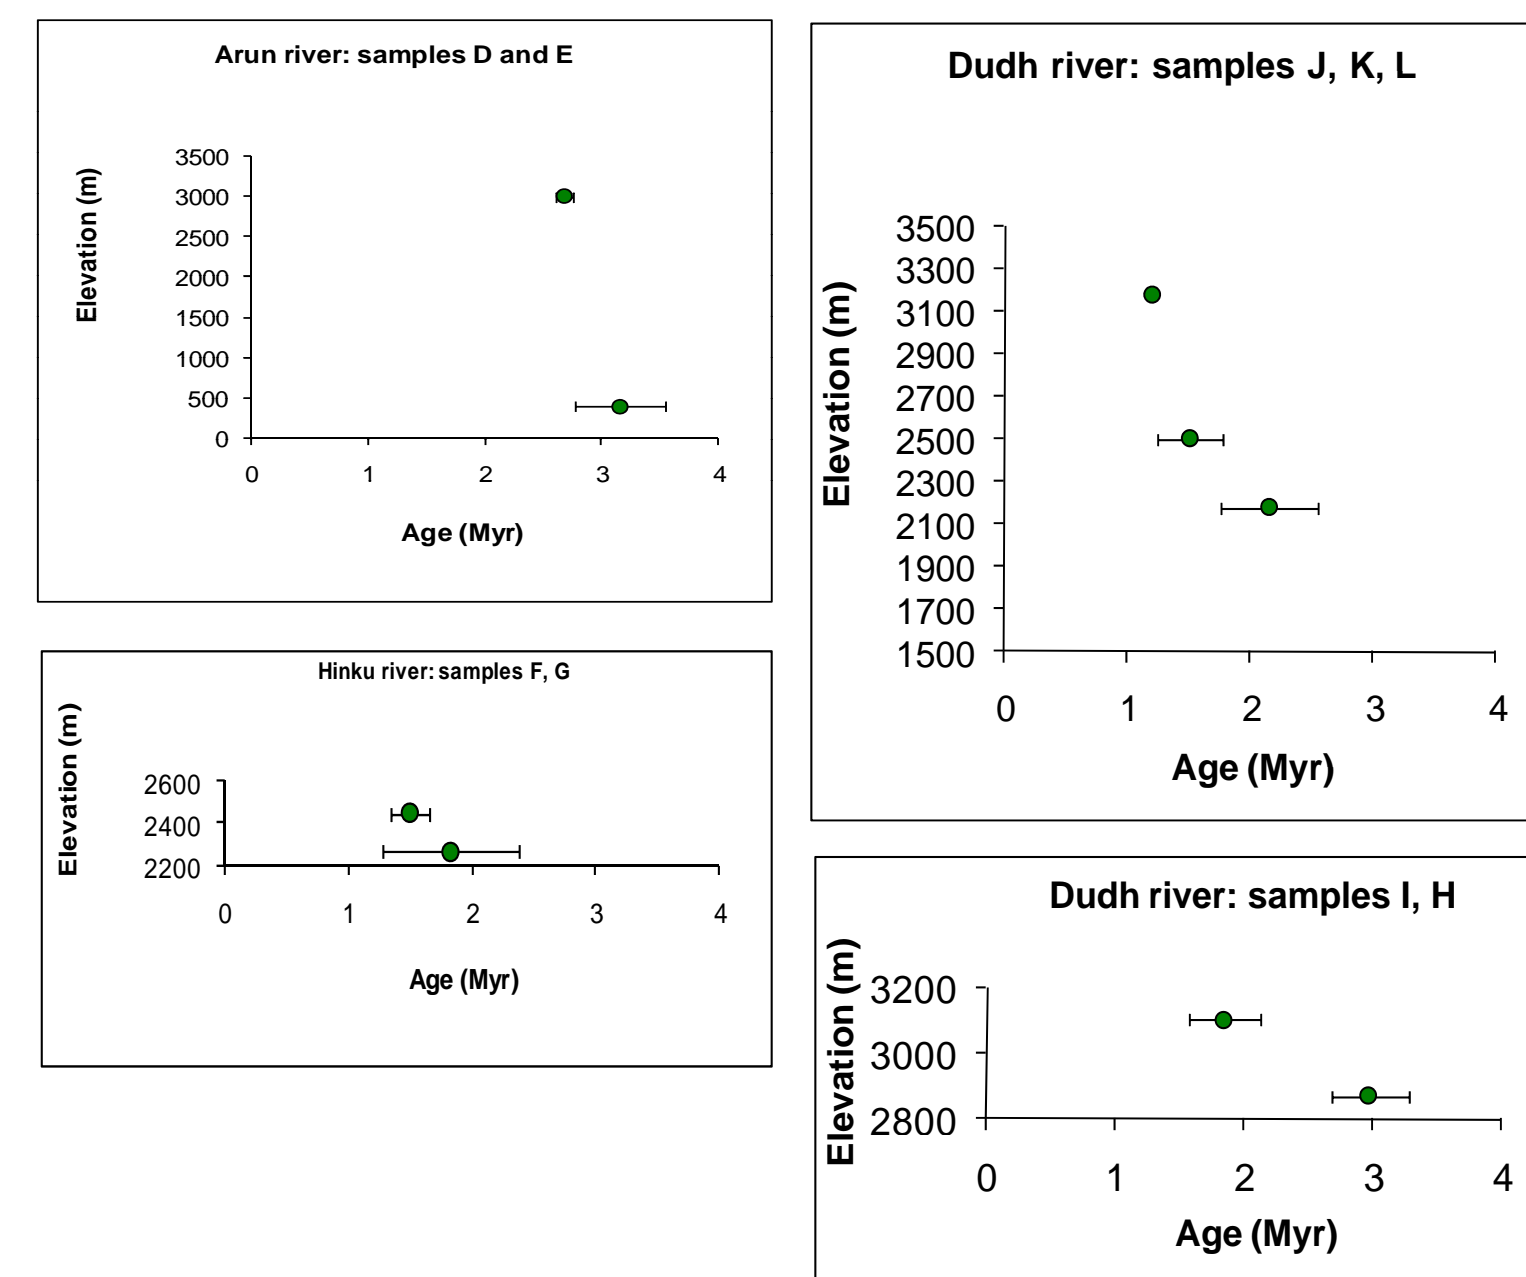 Arun river: samples D and E
Elevation (m)
3500
3000
2500
2000
1500
1000
500
0
0 1 2 3 4
Age (Myr)
Dudh river: samples J, K, L
Elevation (m)
3500
3300
3100
2900
2700
2500
2300
2100
1900
1700
1500
0 1 2 3 4
Age (Myr)
Hinku river: samples F, G
Elevation (m)
2600
2400
2200
0 1 2 3 4
Age (Myr)
Dudh river: samples I, H
Elevation (m)
3200
3000
2800
0 1 2 3 4
Age (Myr)